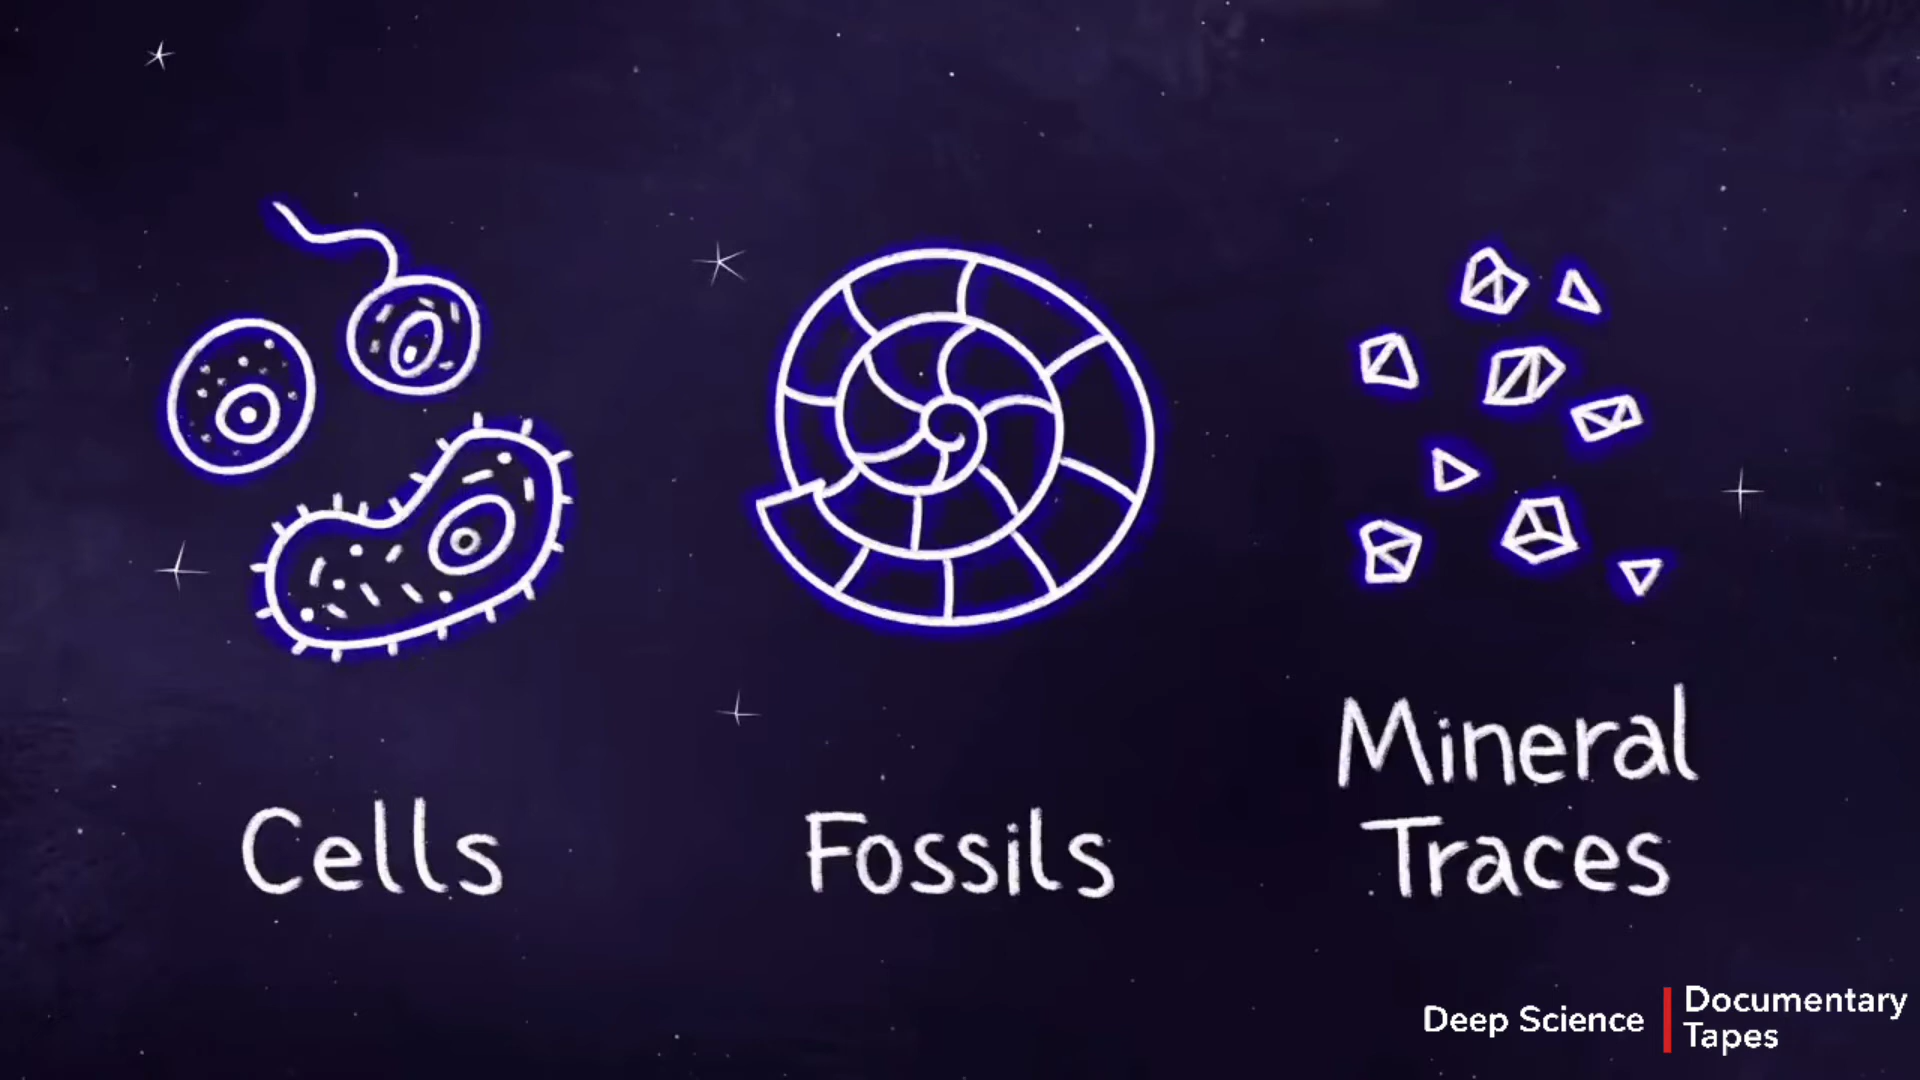 Cells
Fossils
Mineral
Traces
Deep Science
Documentary
Tapes